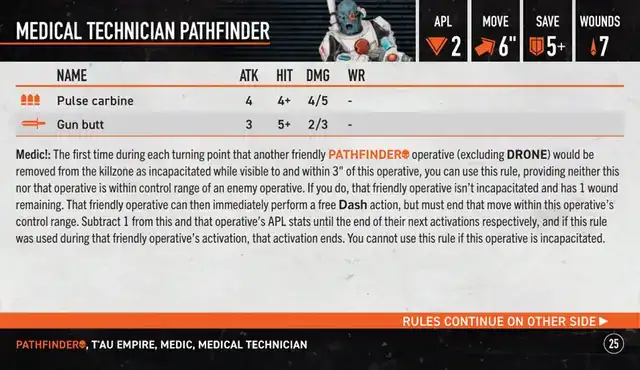 MEDICAL TECHNICIAN PATHFINDER
APL
2
MOVE
6"
SAVE
5+
WOUNDS
7
NAME ATK HIT DMG WR
Pulse carbine 4 4+ 4/5 -
Gun butt 3 5+ 2/3 -
Medic!: The first time during each turning point that another friendly PATHFINDER operative (excluding DRONE) would be
removed from the killzone as incapacitated while visible to and within 3" of this operative, you can use this rule, providing neither this
nor that operative is within control range of an enemy operative. If you do, that friendly operative isn't incapacitated and has 1 wound
remaining. That friendly operative can then immediately perform a free Dash action, but must end that move within this operative's
control range. Subtract 1 from this and that operative's APL stats until the end of their next activations respectively, and if this rule
was used during that friendly operative's activation, that activation ends. You cannot use this rule if this operative is incapacitated.
RULES CONTINUE ON OTHER SIDE ▶
PATHFINDER, T'AU EMPIRE, MEDIC, MEDICAL TECHNICIAN
25